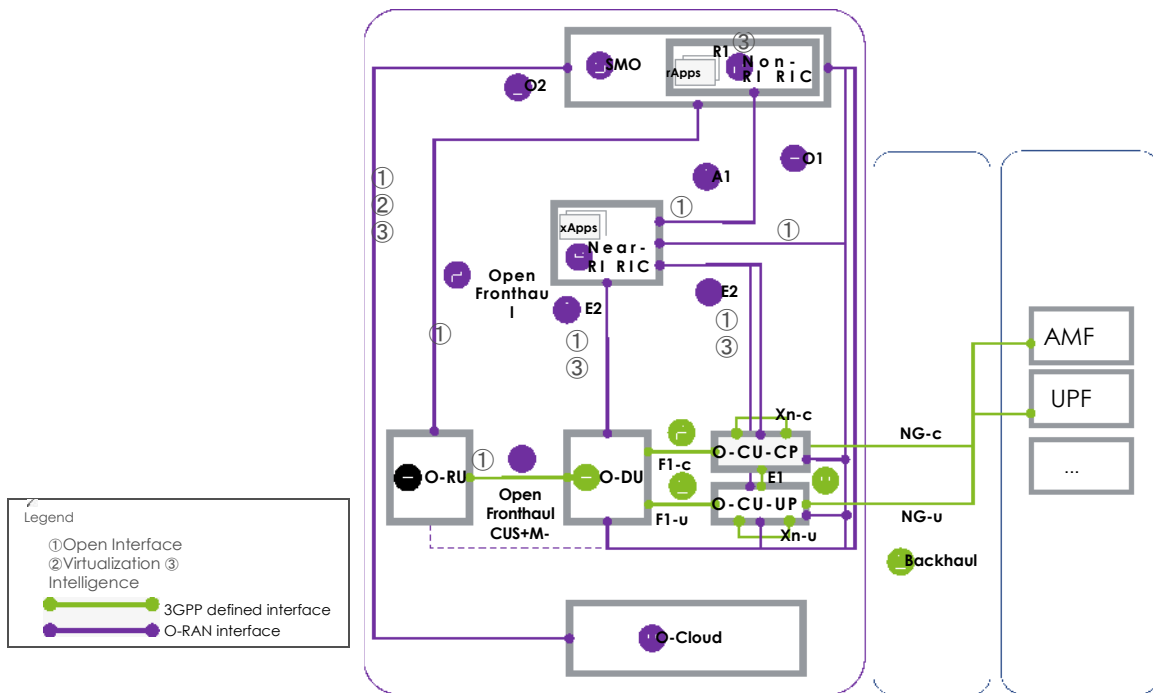 R1
③
SMO
rApps
Non-
RI RIC
O2
O1
A1
①
②
③
①
①
xApps
Near-
RI RIC
Open
Fronthau
l
E2
E2
①
①
③
①
③
AMF
UPF
...
Xn-c
NG-c
O-RU
①
O-DU
O-CU-CP
F1-c
E1
Open
Fronthaul
CUS+M-
O-CU-UP
F1-u
NG-u
Xn-u
Backhaul
O-Cloud
Legend
①Open Interface
②Virtualization ③
Intelligence
3GPP defined interface
O-RAN interface